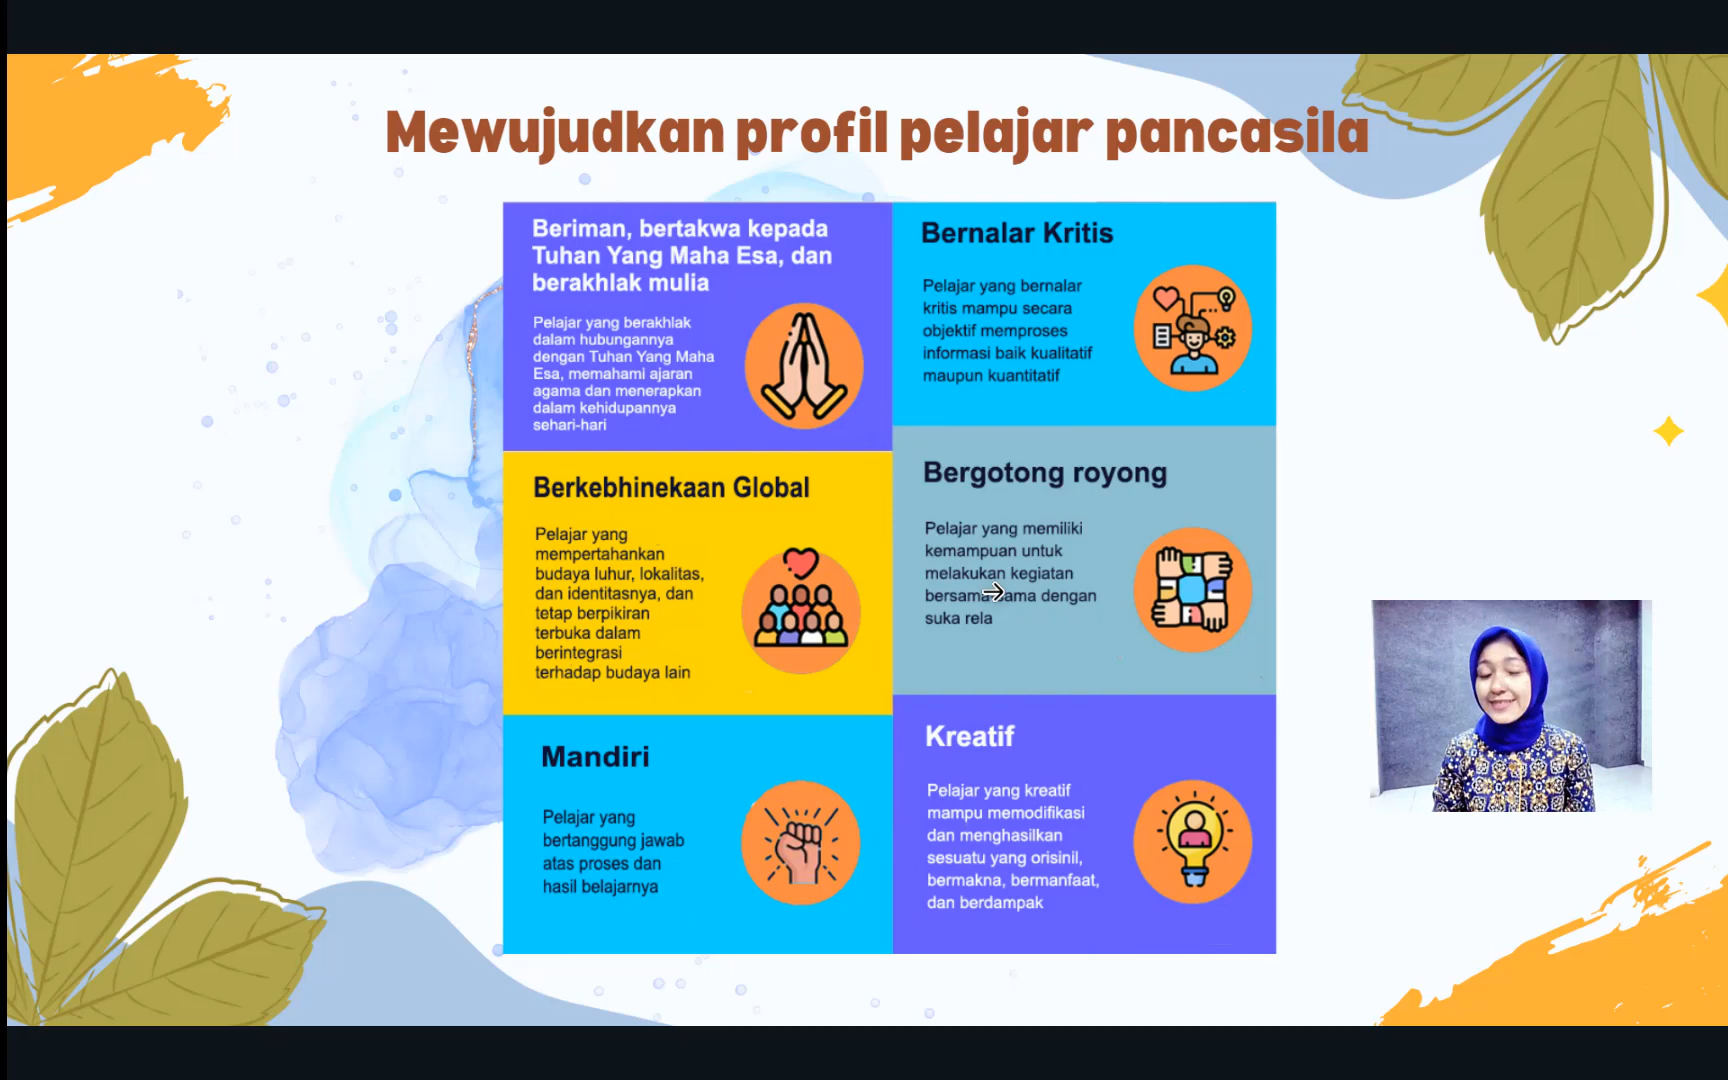 Mewujudkan profil pelajar pancasila
Beriman, bertakwa kepada
Tuhan Yang Maha Esa, dan
berakhlak mulia
Pelajar yang berakhlak
dalam hubungannya
dengan Tuhan Yang Maha
Esa, memahami ajaran
agama dan menerapkan
dalam kehidupannya
sehari-hari
Bernalar Kritis
Pelajar yang bernalar
kritis mampu secara
objektif memproses
informasi baik kualitatif
maupun kuantitatif
Berkebhinekaan Global
Pelajar yang
mempertahankan
budaya luhur, lokalitas,
dan identitasnya, dan
tetap berpikiran
terbuka dalam
berintegrasi
terhadap budaya lain
Bergotong royong
Pelajar yang memiliki
kemampuan untuk
melakukan kegiatan
bersama-sama dengan
suka rela
Mandiri
Pelajar yang
bertanggung jawab
atas proses dan
hasil belajarnya
Kreatif
Pelajar yang kreatif
mampu memodifikasi
dan menghasilkan
sesuatu yang orisinil,
bermakna, bermanfaat,
dan berdampak